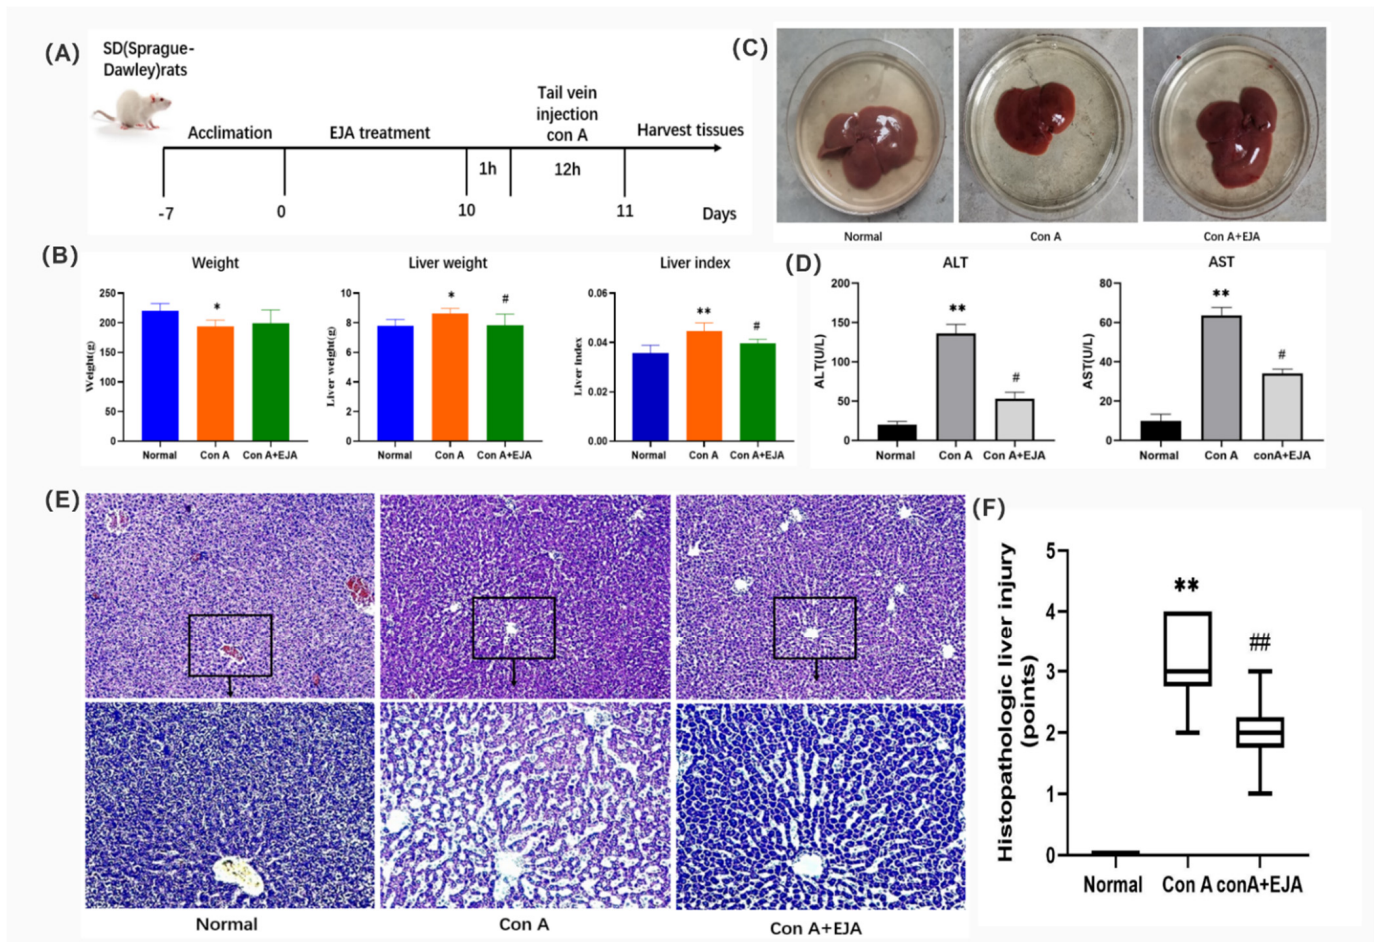 (A)
SD(Sprague-
Dawley)rats
Acclimation
EJA treatment
Tail vein
injection
con A
Harvest tissues
1h
12h
-7
0
10
11
Days
(C)
Normal
Con A
Con A+EJA
(B)
Weight
Weight(g)
250
200
150
100
50
0
*
Normal
Con A
Con A+EJA
Liver weight
Liver weight(g)
10
8
6
4
2
0
*
#
Normal
Con A
Con A+EJA
Liver index
Liver index
0.06
0.04
0.02
0.00
**
#
Normal
Con A
Con A+EJA
(D)
ALT
ALT(U/L)
200
150
100
50
0
**
#
Normal
Con A
Con A+EJA
AST
AST(U/L)
80
60
40
20
0
**
#
Normal
Con A
conA+EJA
(E)
Normal
Con A
Con A+EJA
(F)
Histopathologic liver injury
(points)
5
4
3
2
1
0
**
##
Normal
Con A
conA+EJA